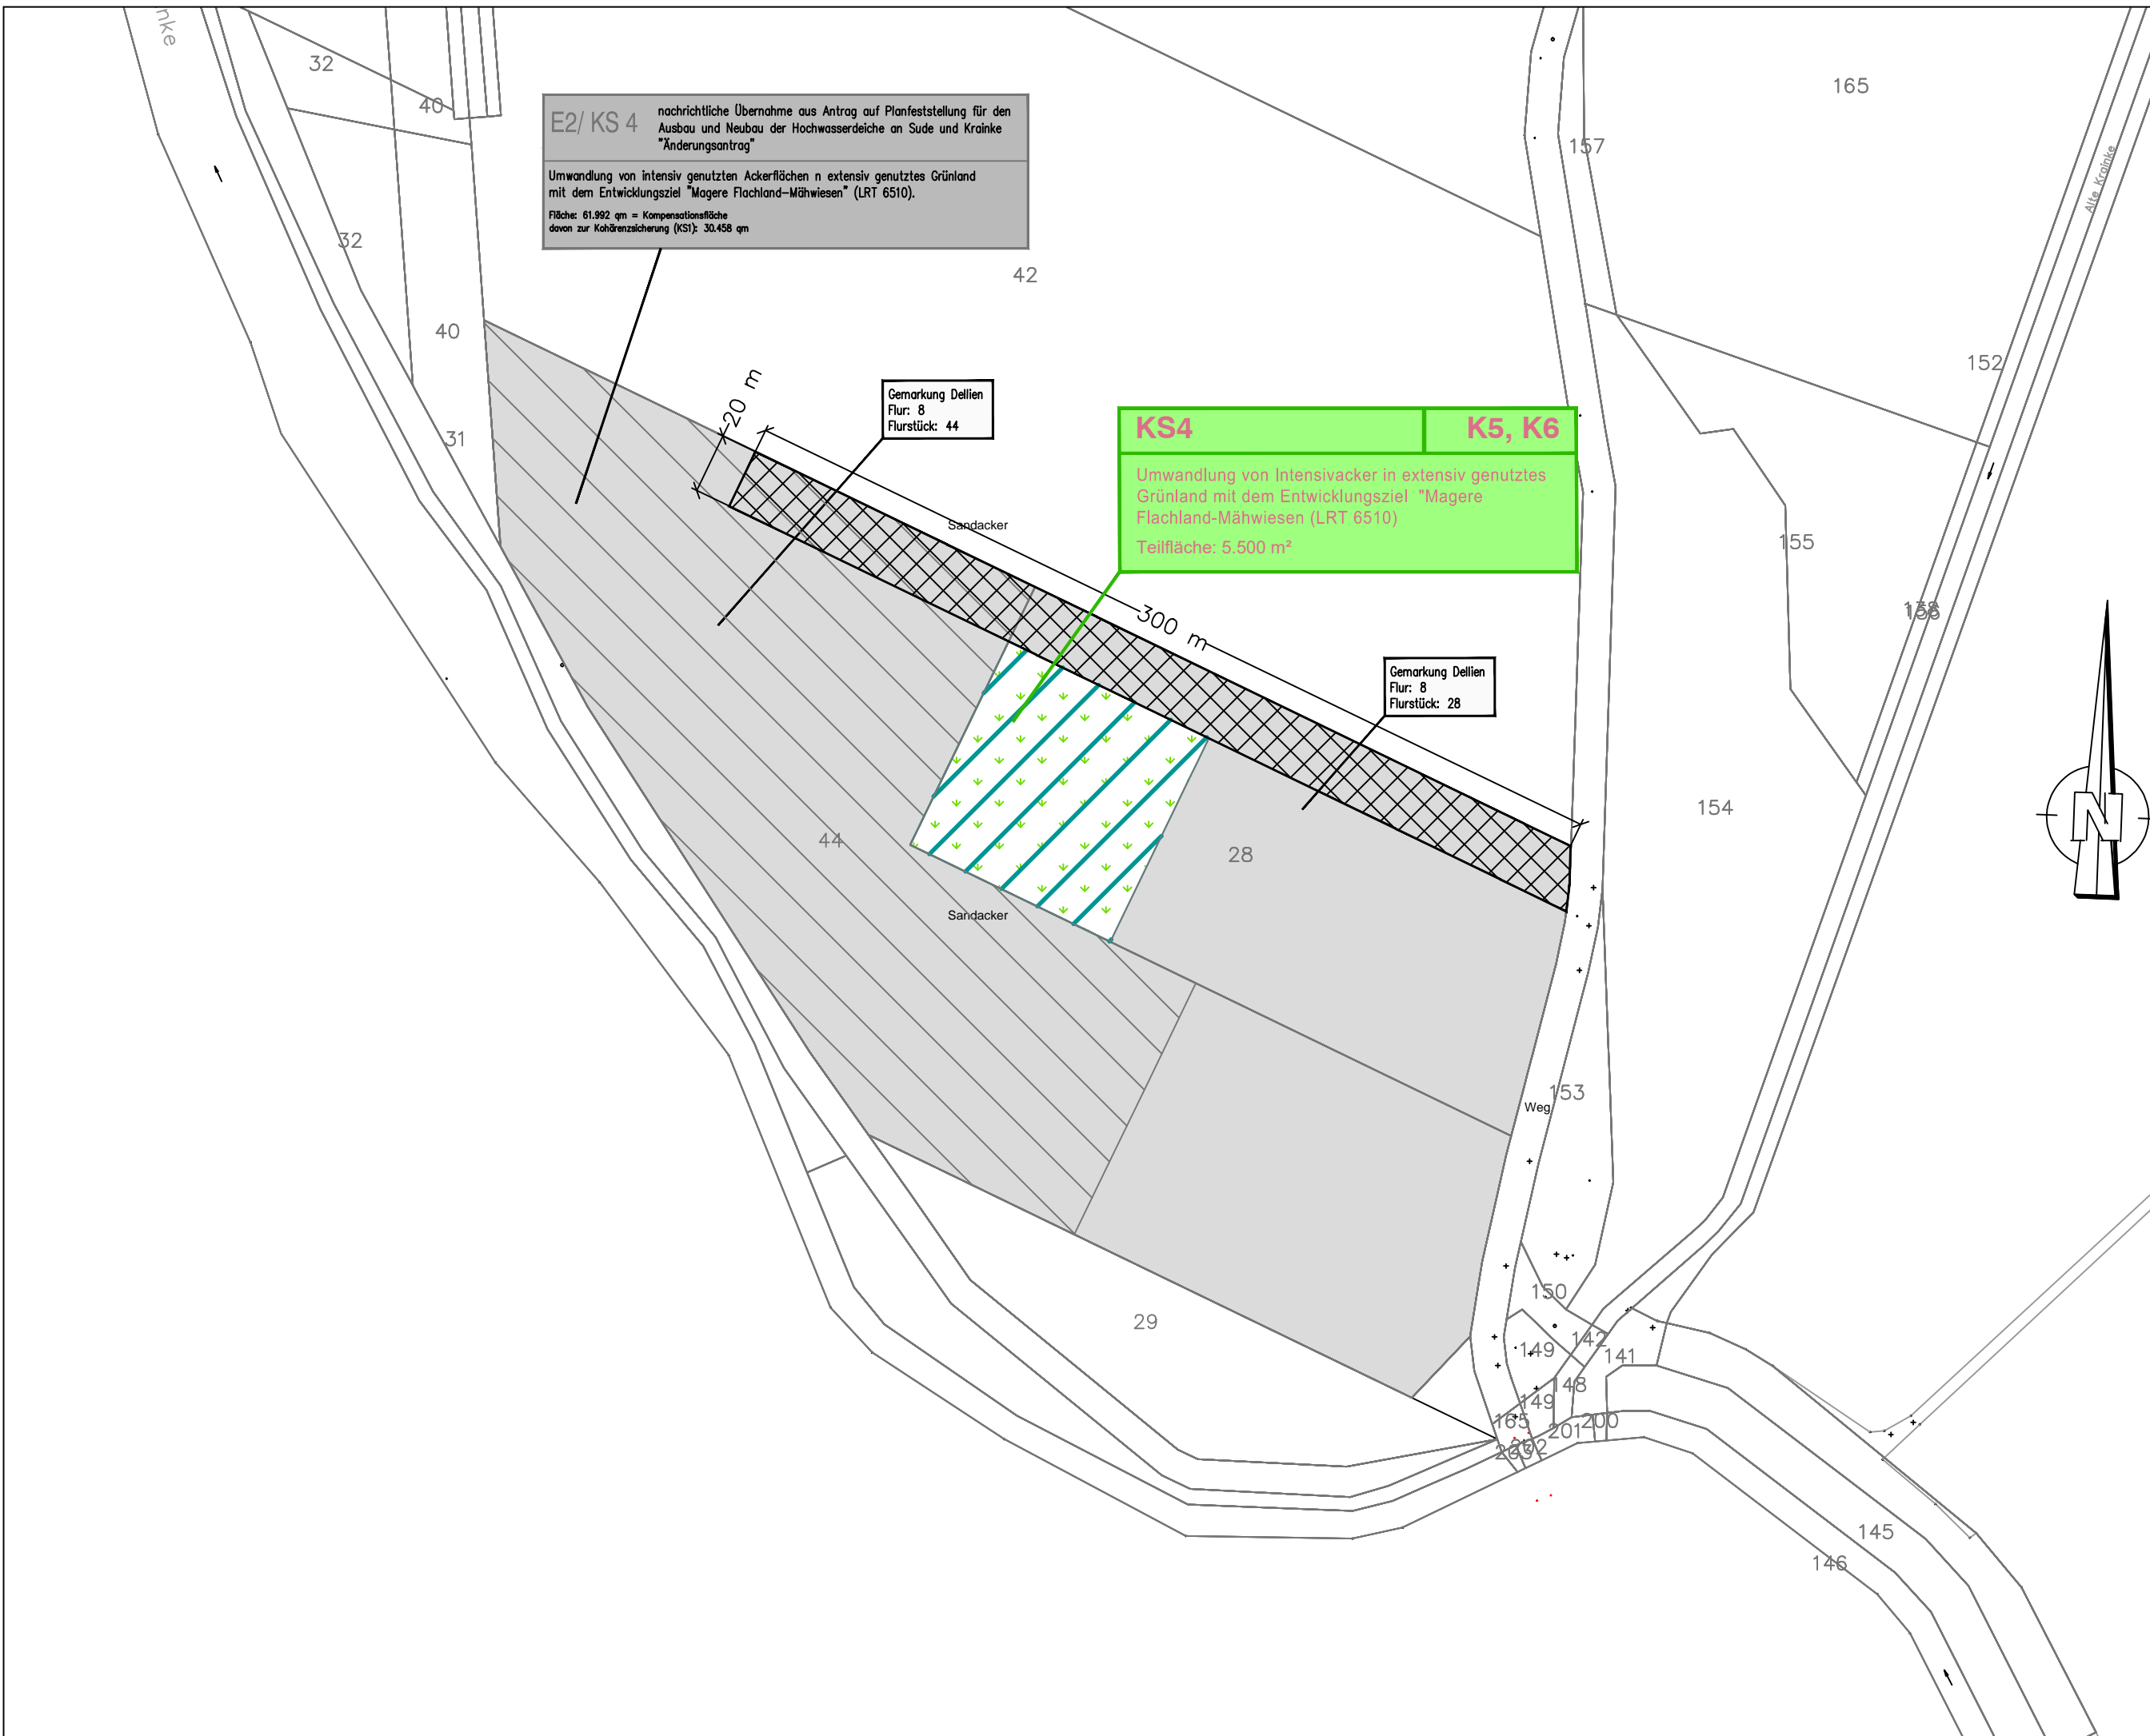 nke
32
40
165
E2/ KS 4
nachrichtliche Übernahme aus Antrag auf Planfeststellung für den
Ausbau und Neubau der Hochwasserdeiche an Sude und Krainke
"Änderungsantrag"
Umwandlung von intensiv genutzten Ackerflächen n extensiv genutztes Grünland
mit dem Entwicklungsziel "Magere Flachland-Mähwiesen" (LRT 6510).
Fläche: 61.992 qm = Kompensationsfläche
davon zur Kohärenzsicherung (KS1): 30.458 qm
157
Alte Krainke
32
42
40
152
20 m
Gemarkung Dellien
Flur: 8
Flurstück: 44
31
KS4
K5, K6
Umwandlung von Intensivacker in extensiv genutztes
Grünland mit dem Entwicklungsziel "Magere
Flachland-Mähwiesen (LRT 6510)
Teilfläche: 5.500 m²
Sandacker
155
300 m
Gemarkung Dellien
Flur: 8
Flurstück: 28
154
N
44
28
Sandacker
153
Weg
150
29
149
142
141
148
149
165
201
200
145
146